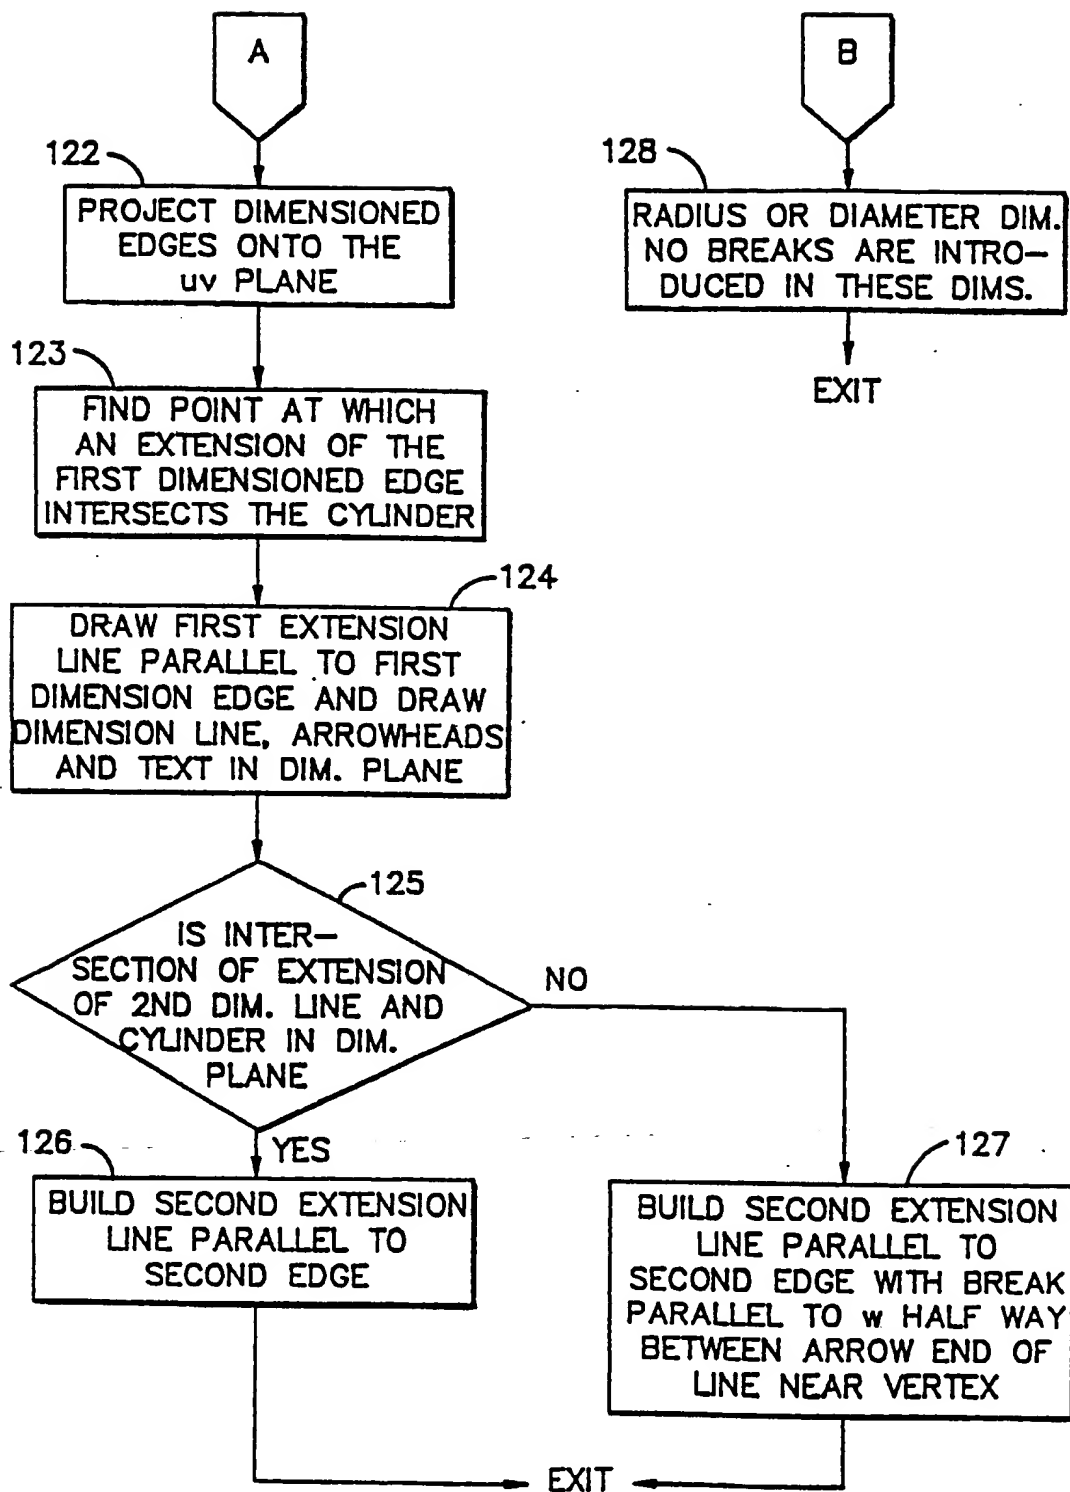 A
122
PROJECT DIMENSIONED
EDGES ONTO THE
uv PLANE
123
FIND POINT AT WHICH
AN EXTENSION OF THE
FIRST DIMENSIONED EDGE
INTERSECTS THE CYLINDER
124
DRAW FIRST EXTENSION
LINE PARALLEL TO FIRST
DIMENSION EDGE AND DRAW
DIMENSION LINE, ARROWHEADS
AND TEXT IN DIM. PLANE
125
IS INTER-
SECTION OF EXTENSION
OF 2ND DIM. LINE AND
CYLINDER IN DIM.
PLANE
NO
YES
126
BUILD SECOND EXTENSION
LINE PARALLEL TO
SECOND EDGE
127
BUILD SECOND EXTENSION
LINE PARALLEL TO
SECOND EDGE WITH BREAK
PARALLEL TO w HALF WAY
BETWEEN ARROW END OF
LINE NEAR VERTEX
EXIT
B
128
RADIUS OR DIAMETER DIM.
NO BREAKS ARE INTRO-
DUCED IN THESE DIMS.
EXIT